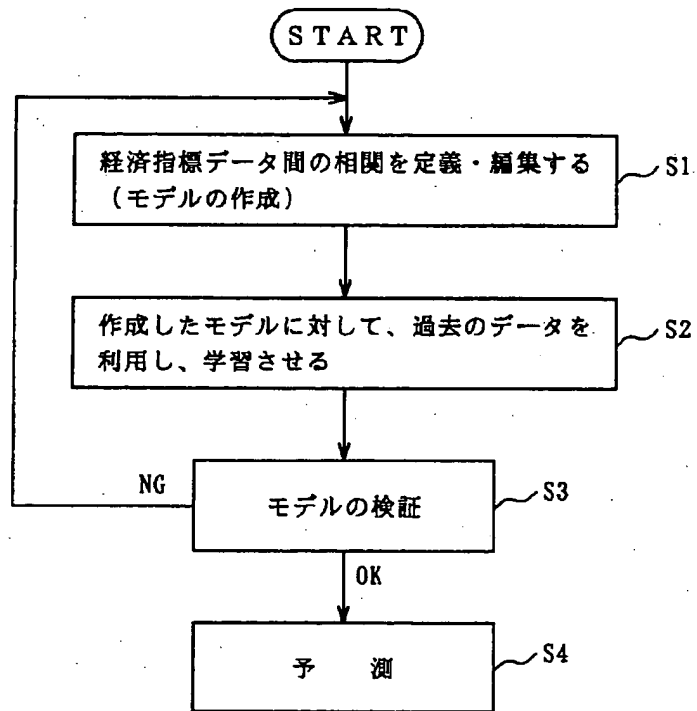 START
経済指標データ間の相関を定義・編集する
（モデルの作成）
S1
作成したモデルに対して、過去のデータを
利用し、学習させる
S2
NG
モデルの検証
S3
OK
予 測
S4